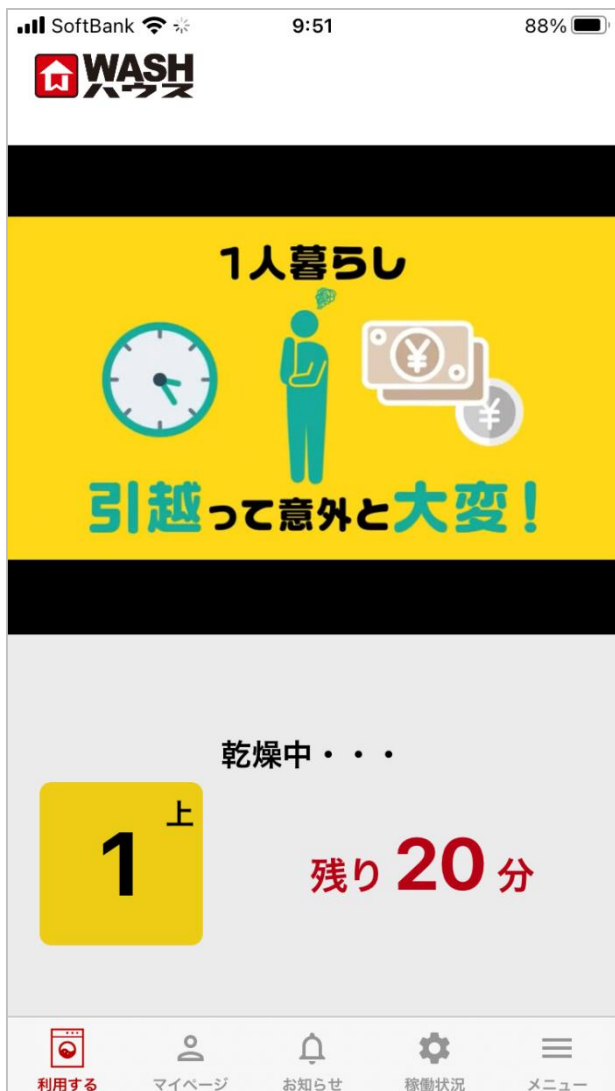 SoftBank
9:51
88%
WASH
ハウス
1人暮らし
¥
¥
引越って意外と大変!
乾燥中・・・
1 上
残り 20 分
利用する
マイページ
お知らせ
稼働状況
メニュー